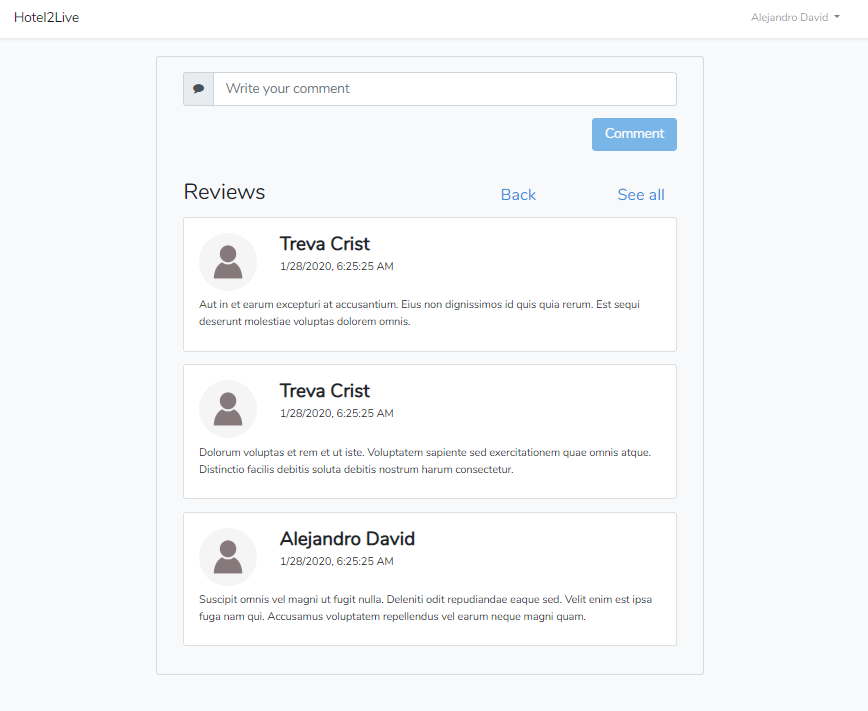 Hotel2Live
Alejandro David
Write your comment
Comment
Reviews
Back
See all
Treva Crist
1/28/2020, 6:25:25 AM
Aut in et earum excepturi at accusantium. Eius non dignissimos id quis quia rerum. Est sequi
deserunt molestiae voluptas dolorem omnis.
Treva Crist
1/28/2020, 6:25:25 AM
Dolorum voluptas et rem et ut iste. Voluptatem sapiente sed exercitationem quae omnis atque.
Distinctio facilis debitis soluta debitis nostrum harum consectetur.
Alejandro David
1/28/2020, 6:25:25 AM
Suscipit omnis vel magni ut fugit nulla. Deleniti odit repudiandae eaque sed. Velit enim est ipsa
fuga nam qui. Accusamus voluptatem repellendus vel earum neque magni quam.